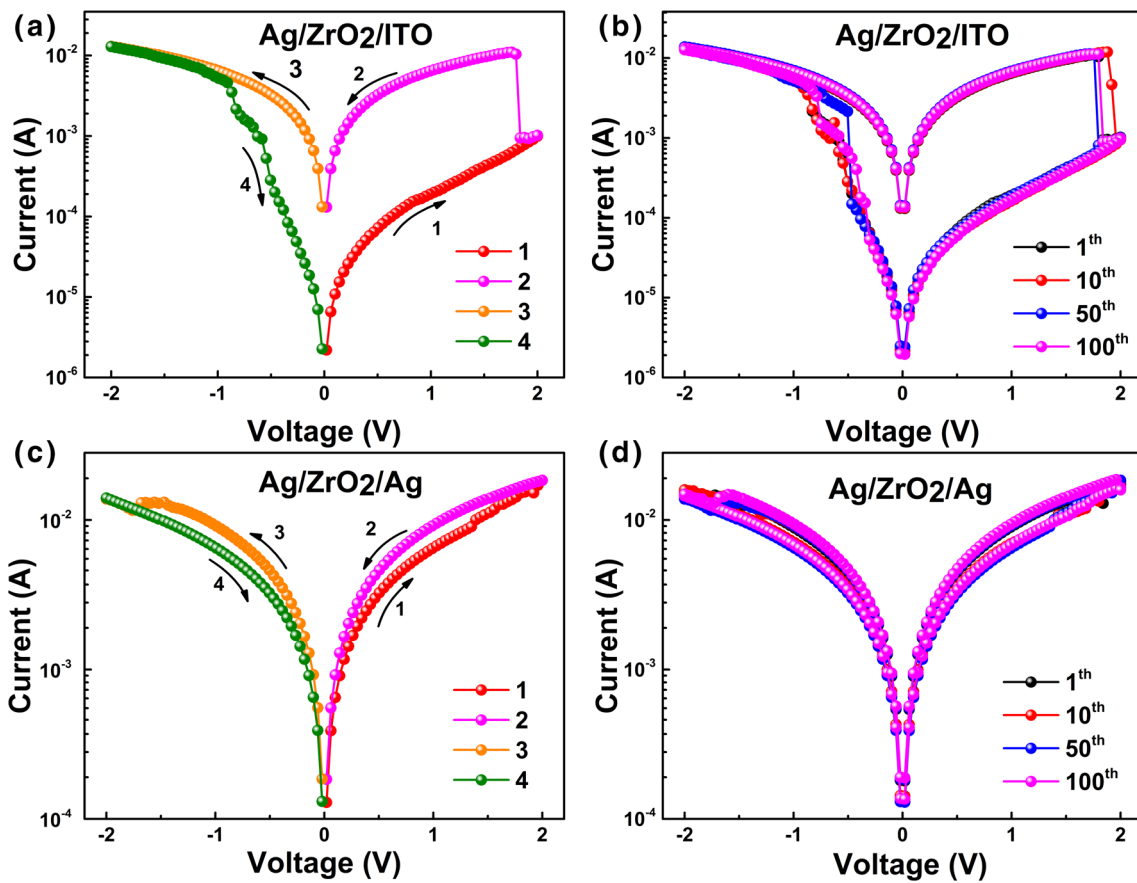 (a)
Ag/ZrO2/ITO
Current (A)
10-2
10-3
10-4
10-5
10-6
3
2
4
1
1
2
3
4
-2
-1
0
1
2
Voltage (V)
(b)
Ag/ZrO2/ITO
Current (A)
10-2
10-3
10-4
10-5
10-6
1th
10th
50th
100th
-2
-1
0
1
2
Voltage (V)
(c)
Ag/ZrO2/Ag
Current (A)
10-2
10-3
10-4
3
2
4
1
1
2
3
4
-2
-1
0
1
2
Voltage (V)
(d)
Ag/ZrO2/Ag
Current (A)
10-2
10-3
10-4
1th
10th
50th
100th
-2
-1
0
1
2
Voltage (V)